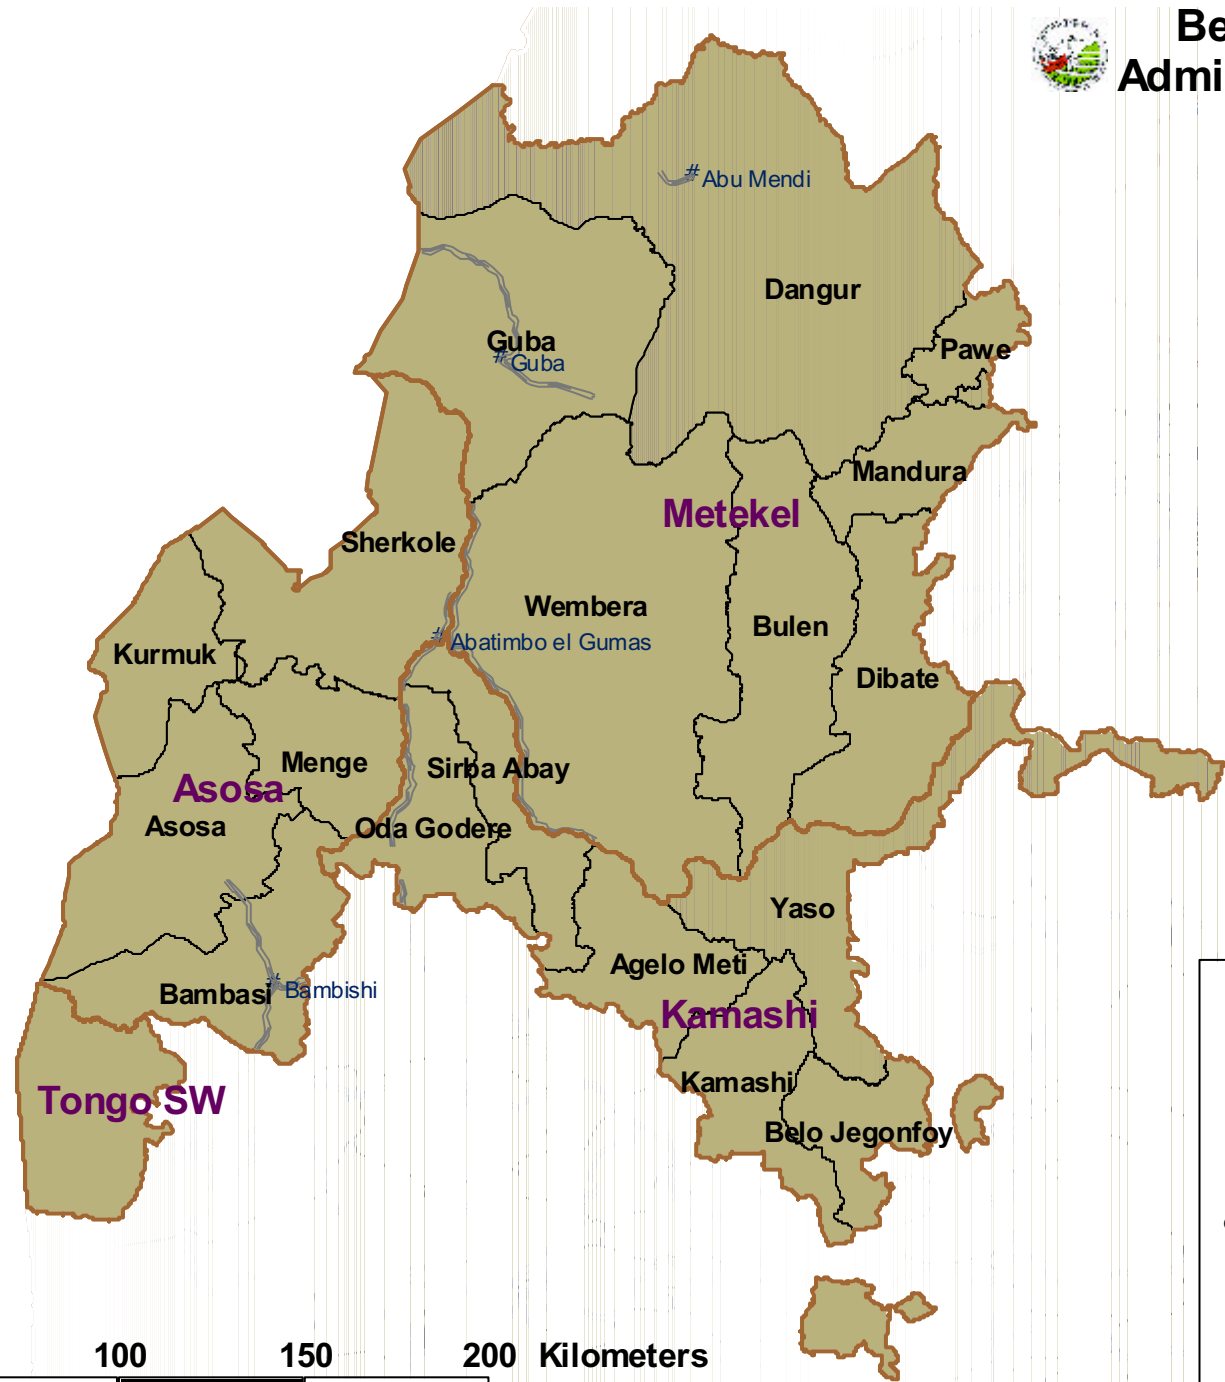 Be
Admi
Abu Mendi
Dangur
Guba
Guba
Pawe
Mandura
Metekel
Sherkole
Wembera
Bulen
Abatimbo el Gumas
Kurmuk
Dibate
Menge
Sirba Abay
Asosa
Asosa
Oda Godere
Yaso
Agelo Meti
Bambasi
Bambishi
Kamashi
Kamashi
Tongo SW
Belo Jegonfoy
100 150 200 Kilometers